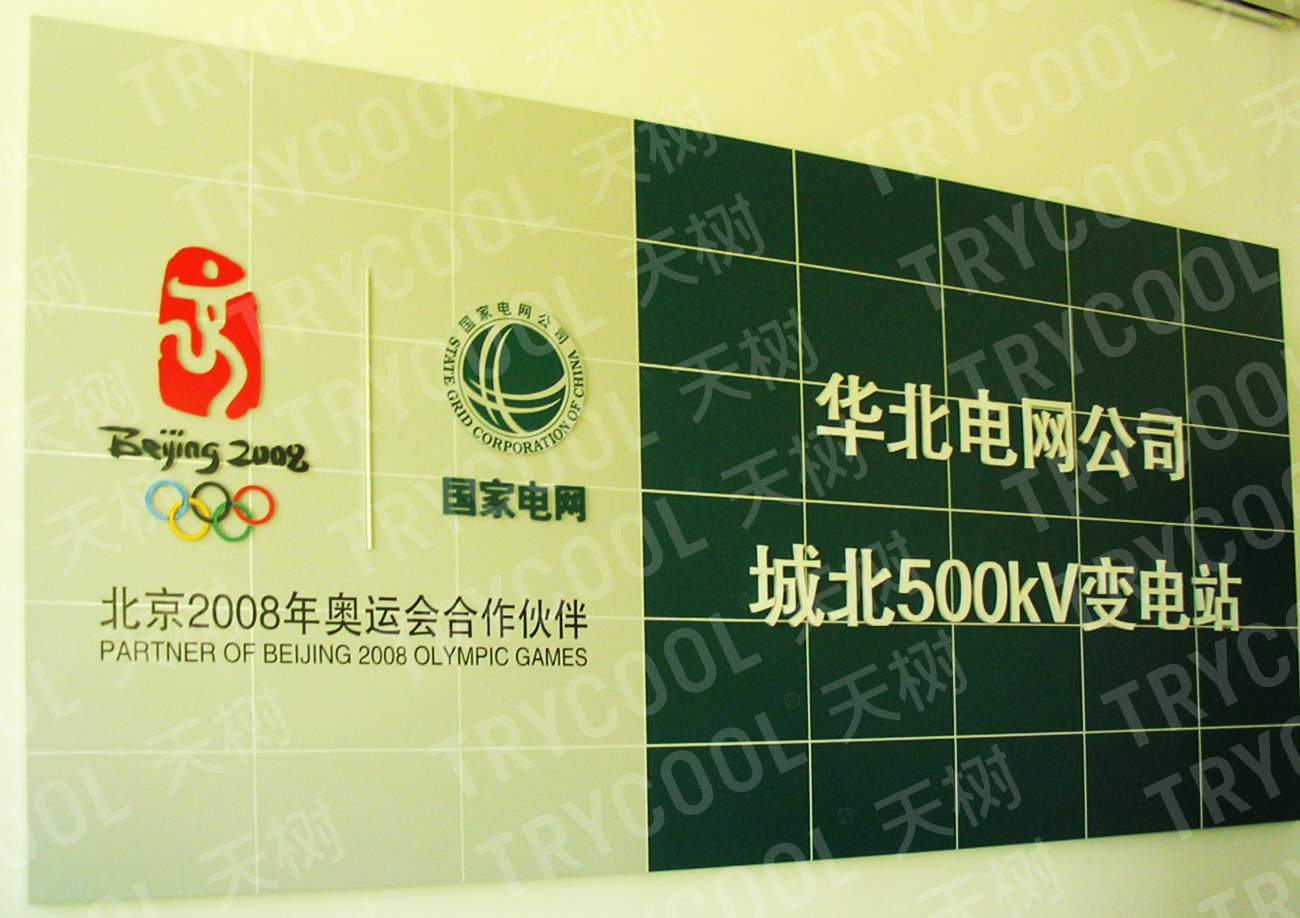 Beijing 2008
国家电网公司
STATE GRID CORPORATION OF CHINA
国家电网
北京2008年奥运会合作伙伴
PARTNER OF BEIJING 2008 OLYMPIC GAMES
华北电网公司
城北500kV变电站
TRYCOOL 天树